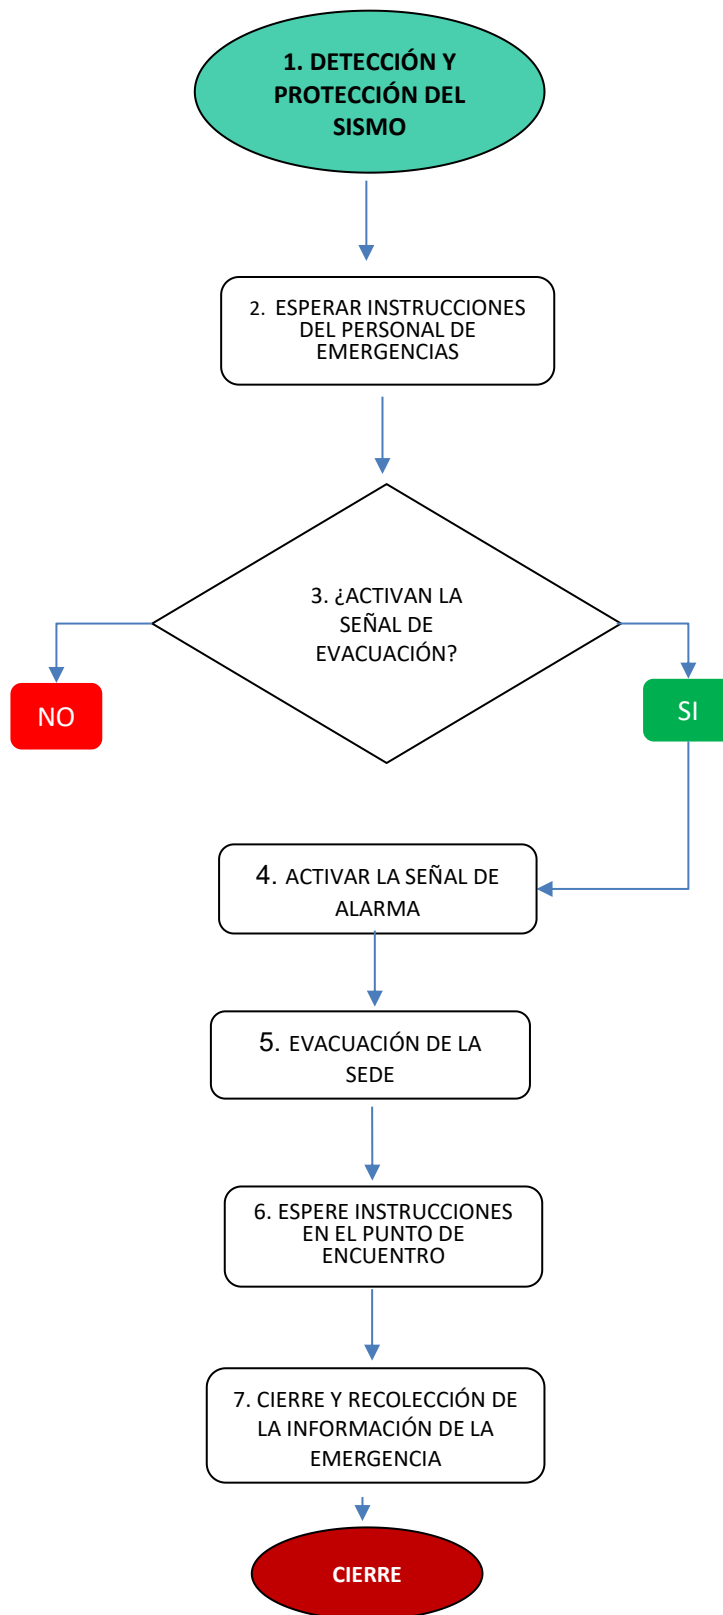 1. DETECCIÓN Y
PROTECCIÓN DEL
SISMO
2. ESPERAR INSTRUCCIONES
DEL PERSONAL DE
EMERGENCIAS
3. ¿ACTIVAN LA
SEÑAL DE
EVACUACIÓN?
NO
SI
4. ACTIVAR LA SEÑAL DE
ALARMA
5. EVACUACIÓN DE LA
SEDE
6. ESPERE INSTRUCCIONES
EN EL PUNTO DE
ENCUENTRO
7. CIERRE Y RECOLECCIÓN DE
LA INFORMACIÓN DE LA
EMERGENCIA
CIERRE